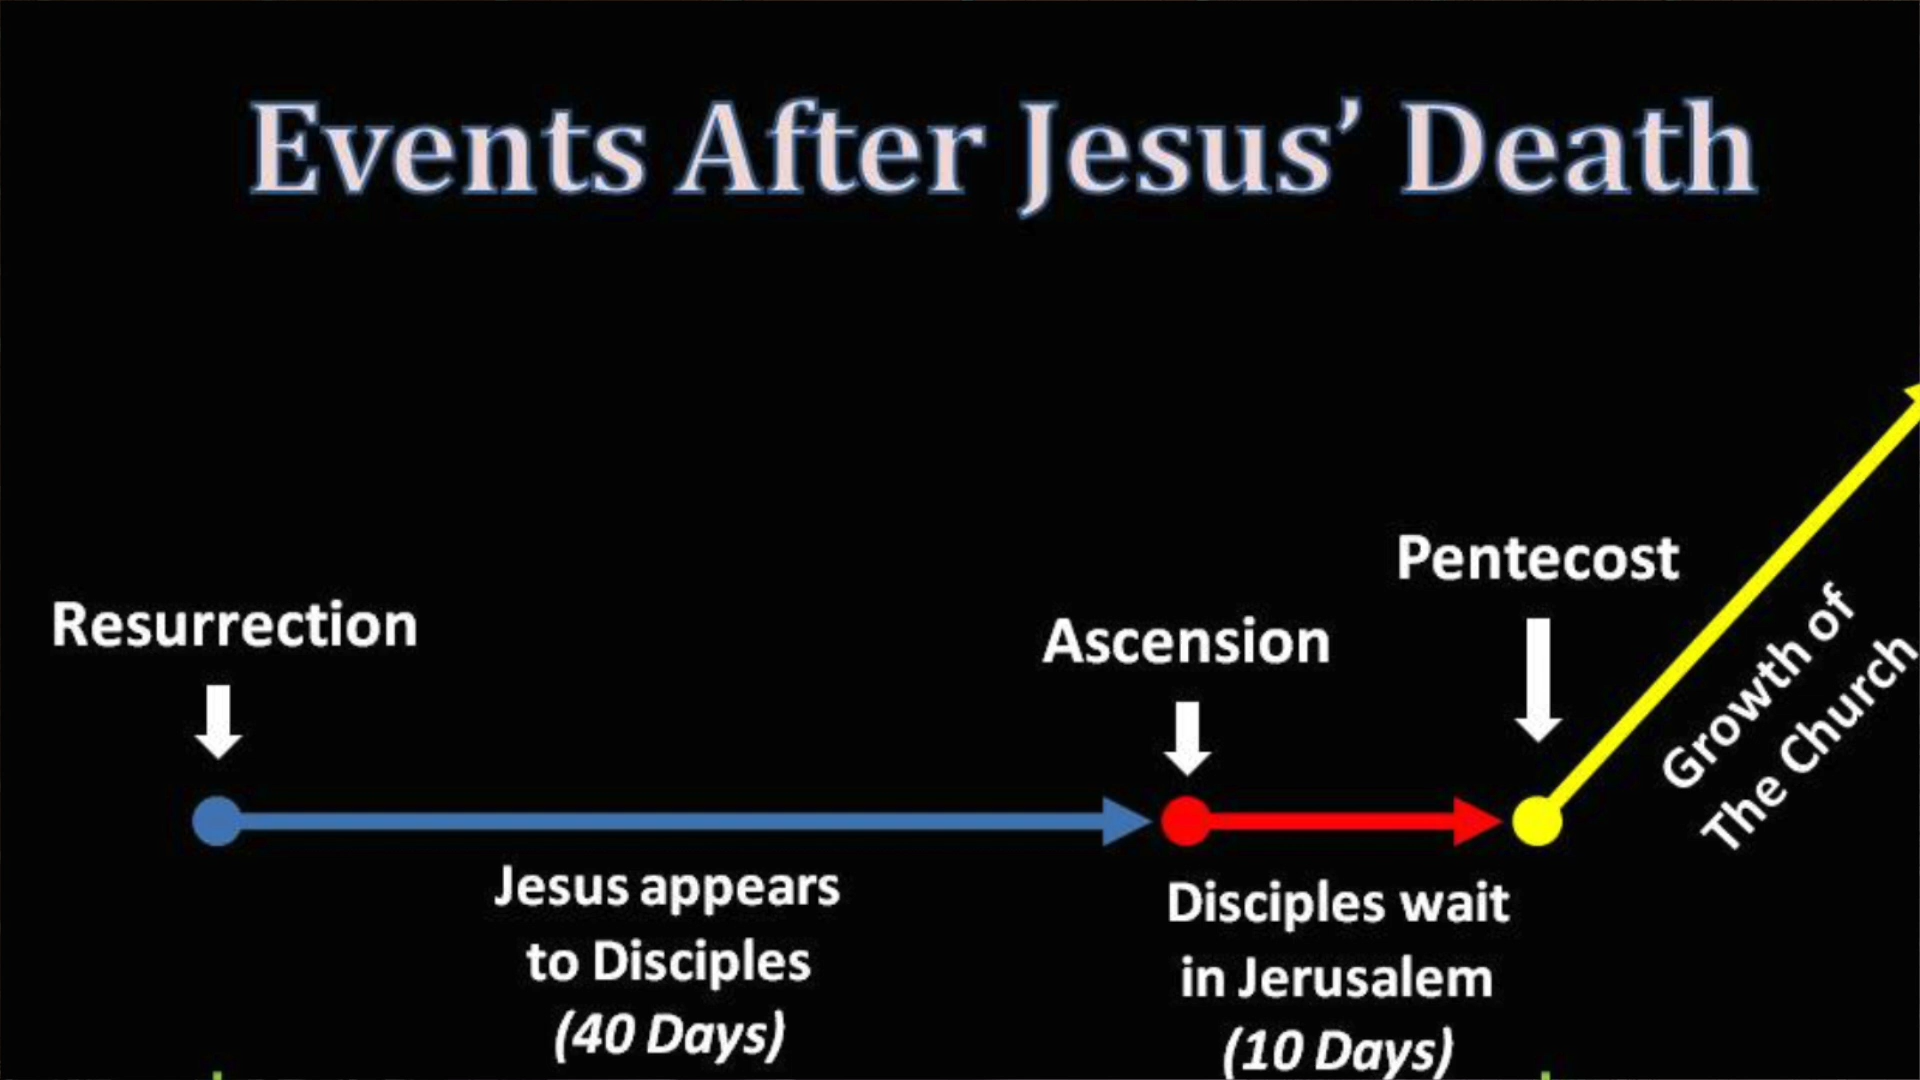 Events After Jesus’ Death
Resurrection
Ascension
Pentecost
Growth of
The Church
Jesus appears
to Disciples
(40 Days)
Disciples wait
in Jerusalem
(10 Days)